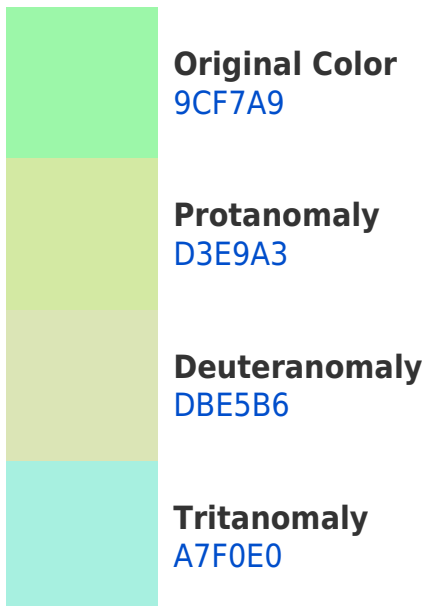 Original Color
9CF7A9
Protanomaly
D3E9A3
Deuteranomaly
DBE5B6
Tritanomaly
A7F0E0